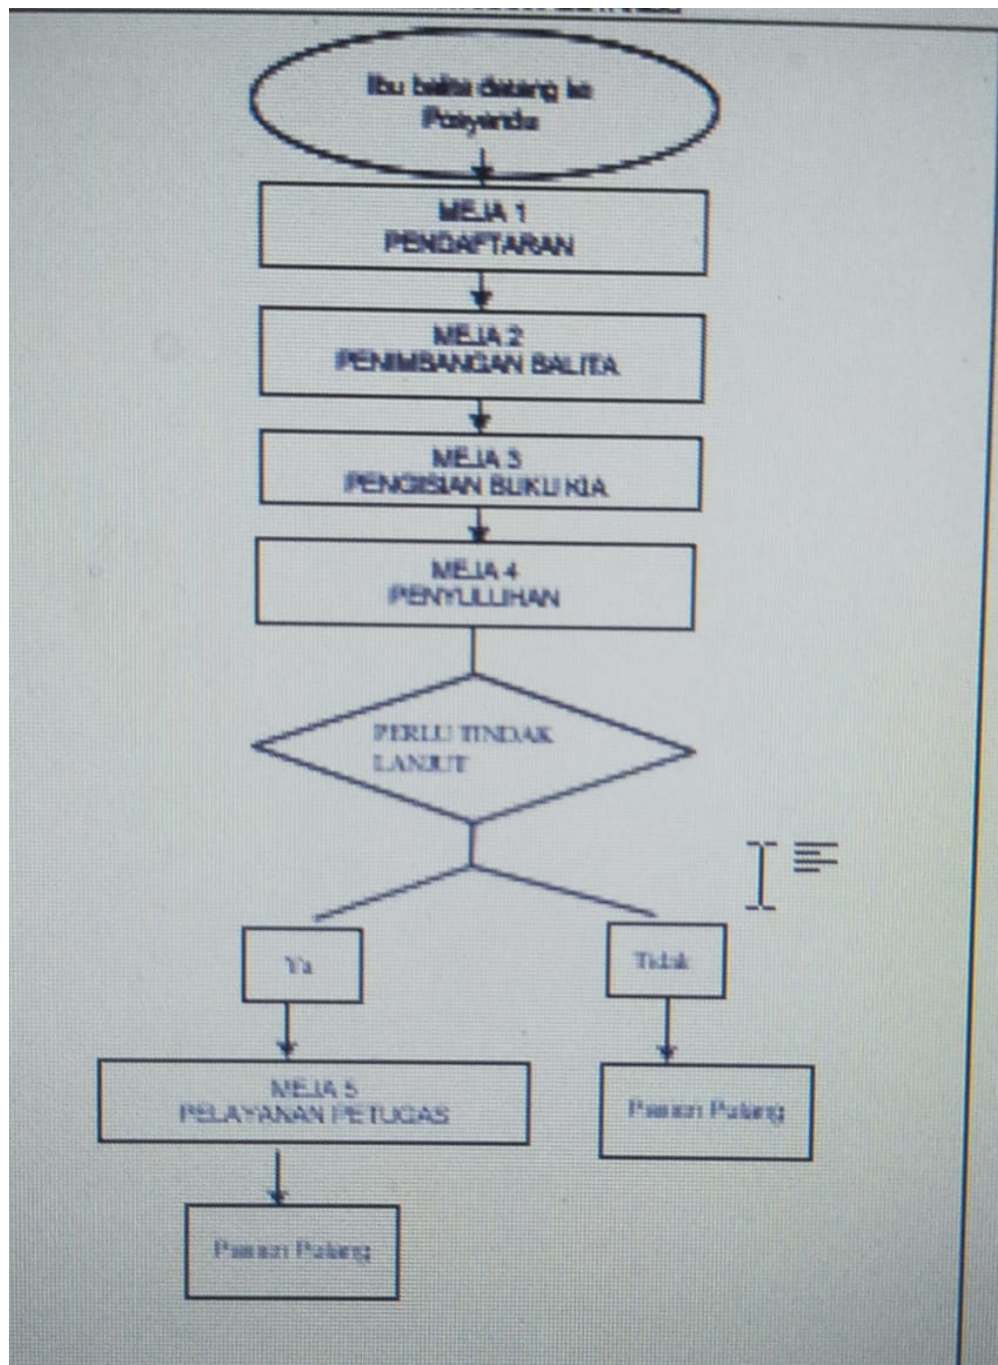 Ibu balita datang ke
Posyandu
MEJA 1
PENDAFTARAN
MEJA 2
PENIMBANGAN BALITA
MEJA 3
PENGISIAN BUKU KIA
MEJA 4
PENYULUHAN
PERLU TINDAK
LANJUT
Ya
Tidak
MEJA 5
PELAYANAN PETUGAS
Pasien Pulang
Pasien Pulang